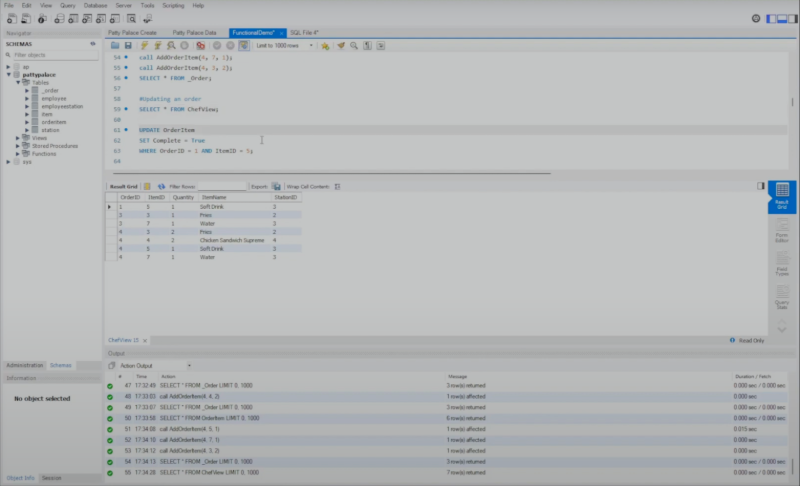 File Edit View Query Database Server Tools Scripting Help
Navigator
SCHEMAS
Filter objects
pattypalace
Tables
_order
employee
employeestation
item
orderitem
station
Views
Stored Procedures
Functions
sys
Administration Schemas
Information
No object selected
Object Info Session
Patty Palace Create Patty Palace Data FunctionalDemo* SQL File 4*
Limit to 1000 rows
54 call AddOrderItem(4, 7, 1);
55 call AddOrderItem(4, 3, 2);
56 SELECT * FROM _Order;
57
58 #Updating an order
59 SELECT * FROM ChefView;
60
61 UPDATE OrderItem
62 SET Complete = True
63 WHERE OrderID = 1 AND ItemID = 5;
64
Result Grid Filter Rows: Export: Wrap Cell Content:
OrderID ItemID Quantity ItemName StationID
1 5 1 Soft Drink 3
3 1 Fries 2
7 1 Water 3
4 3 2 Fries 2
4 4 2 Chicken Sandwich Supreme 4
4 5 1 Soft Drink 3
4 7 1 Water 3
Result Grid
Form Editor
Field Types
Query Stats
ChefView 15 Read Only
Output
Action Output
# Time Action Message Duration / Fetch
47 17:32:49 SELECT * FROM _Order LIMIT 0, 1000 3 row(s) returned 0.000 sec / 0.000 sec
48 17:33:03 call AddOrderItem(4, 4, 2) 1 row(s) affected 0.000 sec
49 17:33:07 SELECT * FROM _Order LIMIT 0, 1000 3 row(s) returned 0.000 sec / 0.000 sec
50 17:33:58 SELECT * FROM OrderItem LIMIT 0, 1000 row(s) returned 0.000 sec / 0.000 sec
51 17:34:08 call AddOrderItem(4, 5, 1) 1 row(s) affected 0.015 sec
52 17:34:10 call AddOrderItem(4, 7, 1) 1 row(s) affected 0.000 sec
53 17:34:12 call AddOrderItem(4, 3, 2) 1 row(s) affected 0.000 sec
54 17:34:13 SELECT * FROM _Order LIMIT 0, 1000 3 row(s) returned 0.000 sec / 0.000 sec
55 17:34:28 SELECT * FROM ChefView LIMIT 0, 1000 7 row(s) returned 0.000 sec / 0.000 sec